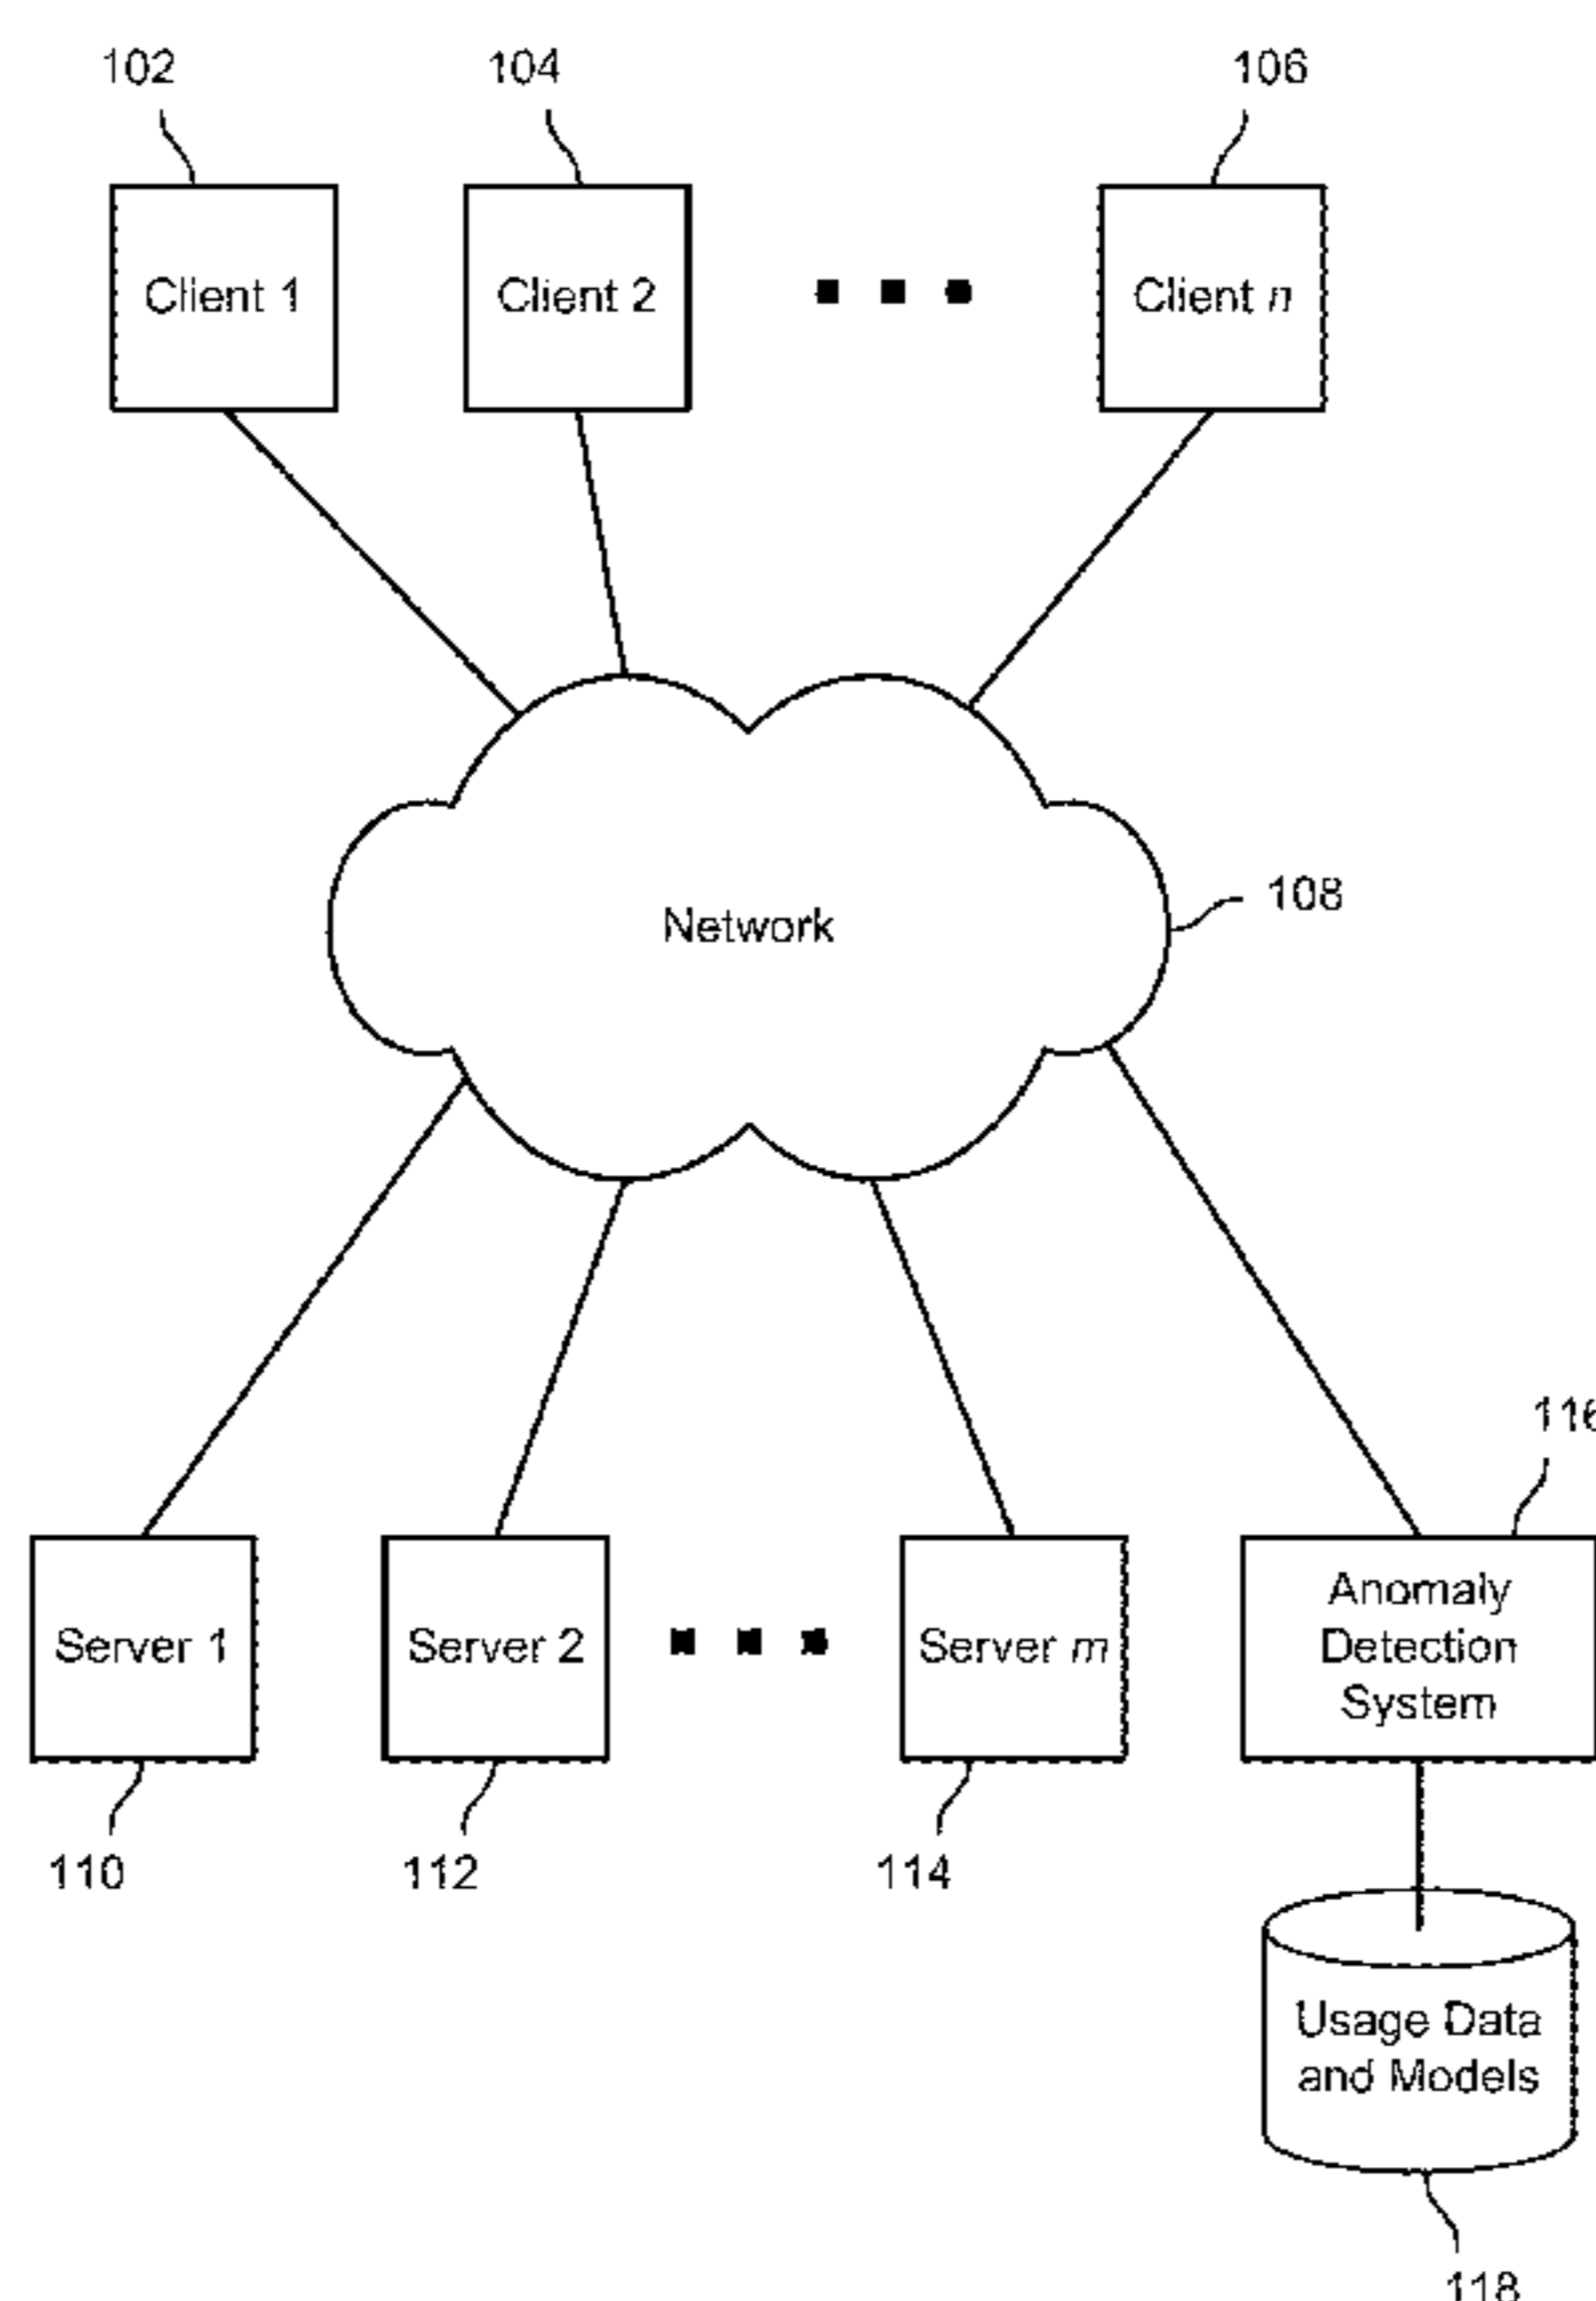 102
104
106
Client 1
Client 2
Client n
Network
108
116
Server 1
Server 2
Server m
Anomaly
Detection
System
110
112
114
Usage Data
and Models
118